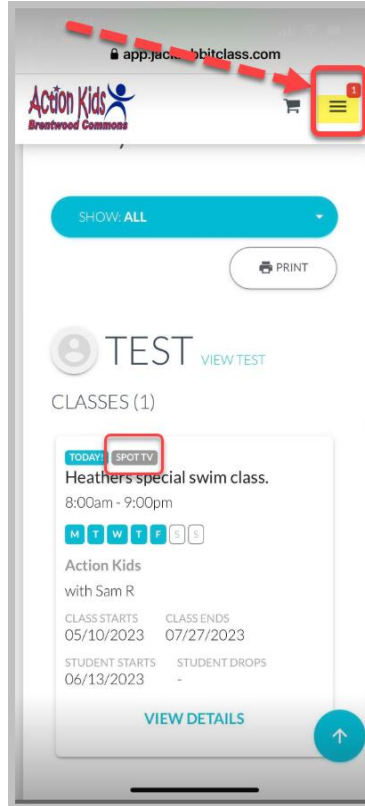 app.jack bbitclass.com
Action Kids
Brentwood Commons
1
SHOW: ALL
PRINT
TEST VIEW TEST
CLASSES (1)
TODAY! SPOT TV
Heathers special swim class.
8:00am - 9:00pm
M T W T F S S
Action Kids
with Sam R
CLASS STARTS CLASS ENDS
05/10/2023 07/27/2023
STUDENT STARTS STUDENT DROPS
06/13/2023 -
VIEW DETAILS